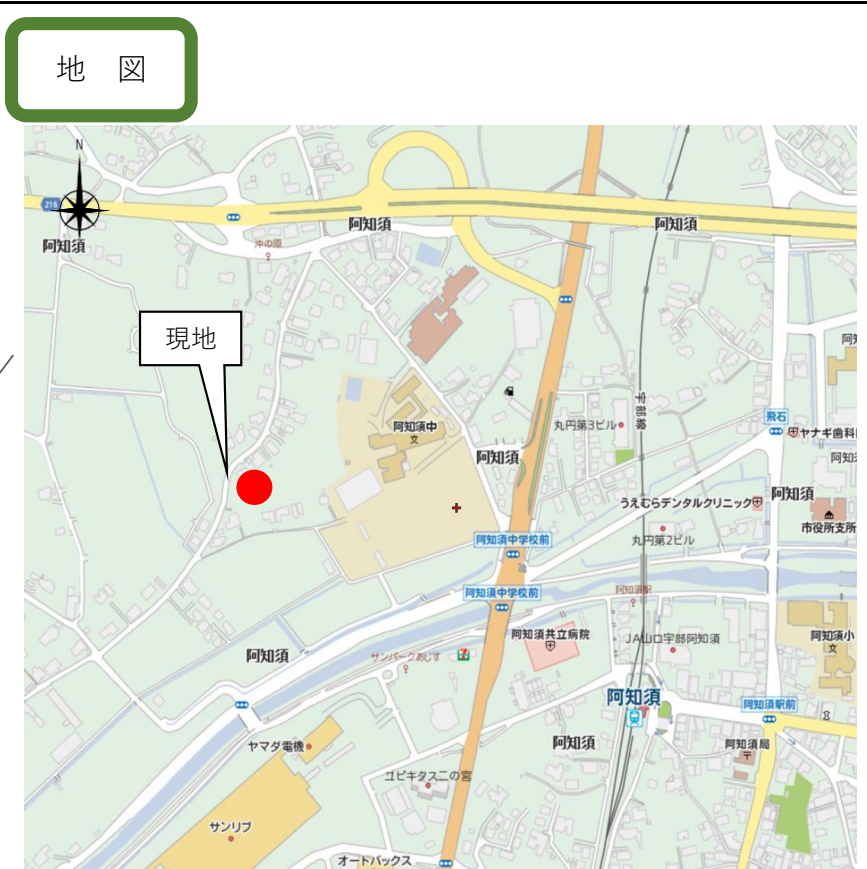 地 図
N
216
阿知須
阿知須
阿知須
沖の原
現地
阿知須中
文
阿知須
丸円第3ビル
宇部線
飛石
ヤナギ歯科
阿知須
うえむらデンタルクリニック
丸円第2ビル
市役所支所
阿知須中学校前
阿知須中学校前
阿知須駅
阿知須共立病院
JA山口宇部阿知須
阿知須小
文
阿知須
サンパークあじす
7
阿知須
阿知須駅前
阿知須
阿知須局
ヤマダ電機
ユビキタス二の宮
サンリブ
オートバックス